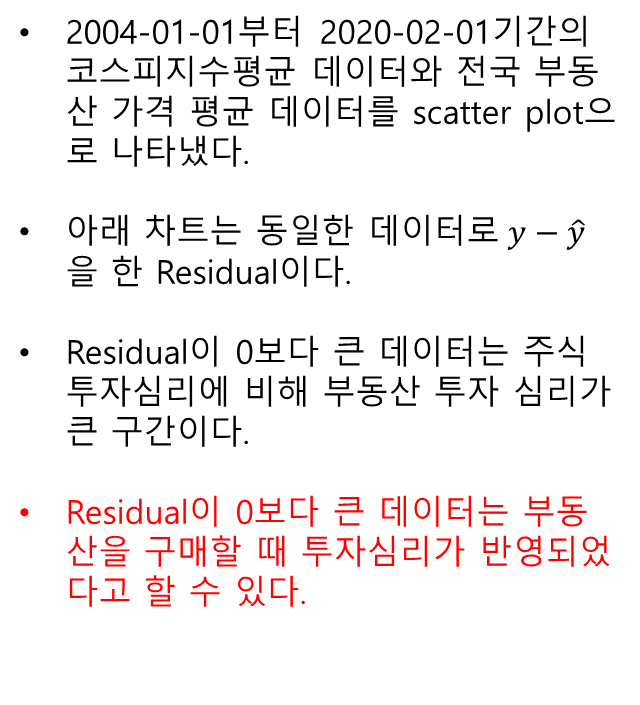 • 2004-01-01부터 2020-02-01기간의
코스피지수평균 데이터와 전국 부동
산 가격 평균 데이터를 scatter plot으
로 나타냈다.
• 아래 차트는 동일한 데이터로 y − ŷ
을 한 Residual이다.
• Residual이 0보다 큰 데이터는 주식
투자심리에 비해 부동산 투자 심리가
큰 구간이다.
• Residual이 0보다 큰 데이터는 부동
산을 구매할 때 투자심리가 반영되었
다고 할 수 있다.